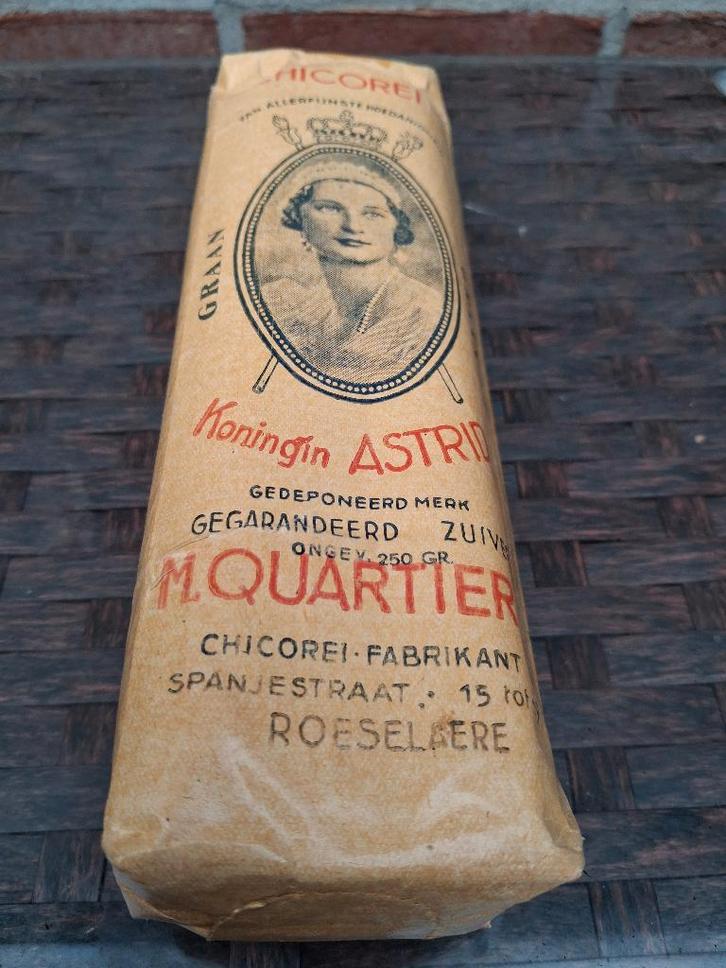 CHICOREI
VAN ALLERFIJNSTE HOEDANIGHEID
GRAAN
Koningin ASTRID
GEDEPONEERD MERK
GEGARANDEERD ZUIVER
ONGEV. 250 GR.
M. QUARTIER
CHICOREI-FABRIKANT
SPANJESTRAAT .: 15 tot
ROESELAERE